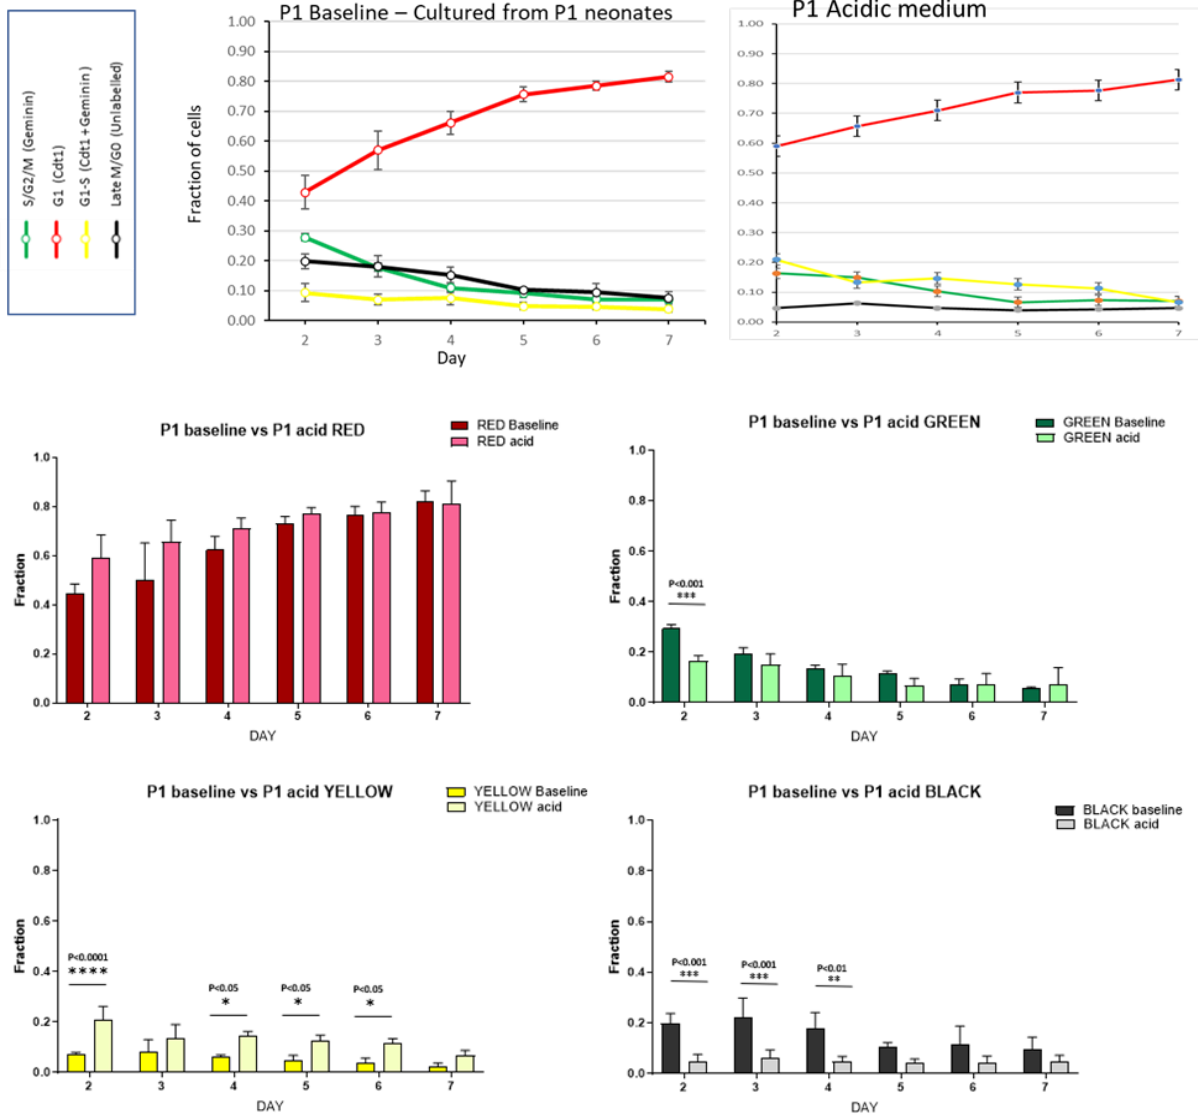 S/G2/M (Geminin)
G1 (Cdt1)
G1-S (Cdt1+Geminin)
Late M/G0 (Unlabelled)
P1 Baseline – Cultured from P1 neonates
Fraction of cells
1.00
0.90
0.80
0.70
0.60
0.50
0.40
0.30
0.20
0.10
0.00
2 3 4 5 6 7
Day
P1 Acidic medium
1.00
0.90
0.80
0.70
0.60
0.50
0.40
0.30
0.20
0.10
0.00
2 3 4 5 6 7
P1 baseline vs P1 acid RED
RED Baseline
RED acid
Fraction
1.0
0.8
0.6
0.4
0.2
0.0
2 3 4 5 6 7
DAY
P1 baseline vs P1 acid GREEN
GREEN Baseline
GREEN acid
Fraction
1.0
0.8
0.6
0.4
0.2
0.0
P<0.001
***
2 3 4 5 6 7
DAY
P1 baseline vs P1 acid YELLOW
YELLOW Baseline
YELLOW acid
Fraction
1.0
0.8
0.6
0.4
0.2
0.0
P<0.0001
****
P<0.05
*
P<0.05
*
P<0.05
*
2 3 4 5 6 7
DAY
P1 baseline vs P1 acid BLACK
BLACK baseline
BLACK acid
Fraction
1.0
0.8
0.6
0.4
0.2
0.0
P<0.001
***
P<0.001
***
P<0.01
**
2 3 4 5 6 7
DAY